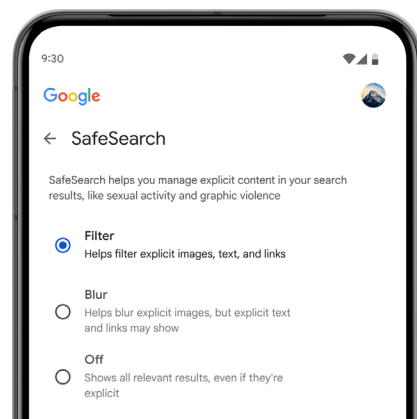 9:30
Google
SafeSearch
SafeSearch helps you manage explicit content in your search
results, like sexual activity and graphic violence
Filter
Helps filter explicit images, text, and links
Blur
Helps blur explicit images, but explicit text
and links may show
Off
Shows all relevant results, even if they're
explicit